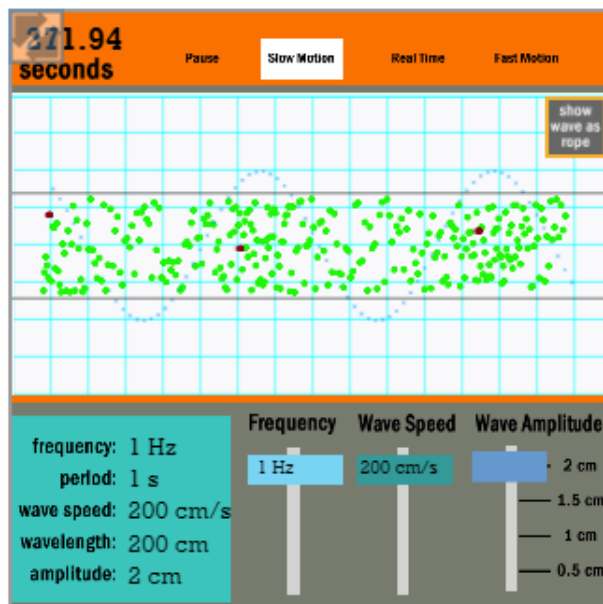 271.94
seconds
Pause
Slow Motion
Real Time
Fast Motion
show
wave as
rope
Frequency
Wave Speed
Wave Amplitude
frequency: 1 Hz
period: 1 s
wave speed: 200 cm/s
wavelength: 200 cm
amplitude: 2 cm
1 Hz
200 cm/s
2 cm
1.5 cm
1 cm
0.5 cm